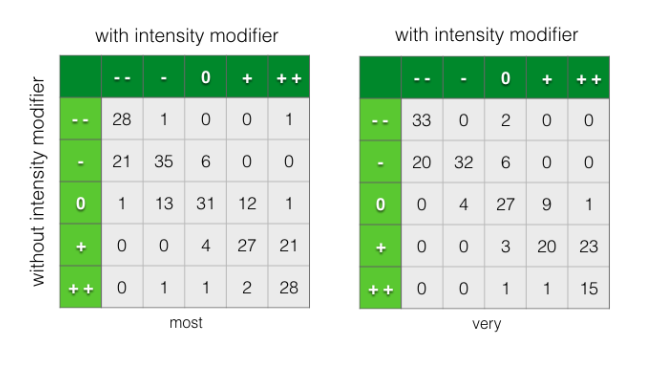 with intensity modifier
without intensity modifier
-- - 0 + ++
-- 28 1 0 0 1
- 21 35 6 0 0
0 1 13 31 12 1
+ 0 0 4 27 21
++ 0 1 1 2 28
most
with intensity modifier
-- - 0 + ++
-- 33 0 2 0 0
- 20 32 6 0 0
0 0 4 27 9 1
+ 0 0 3 20 23
++ 0 0 1 1 15
very